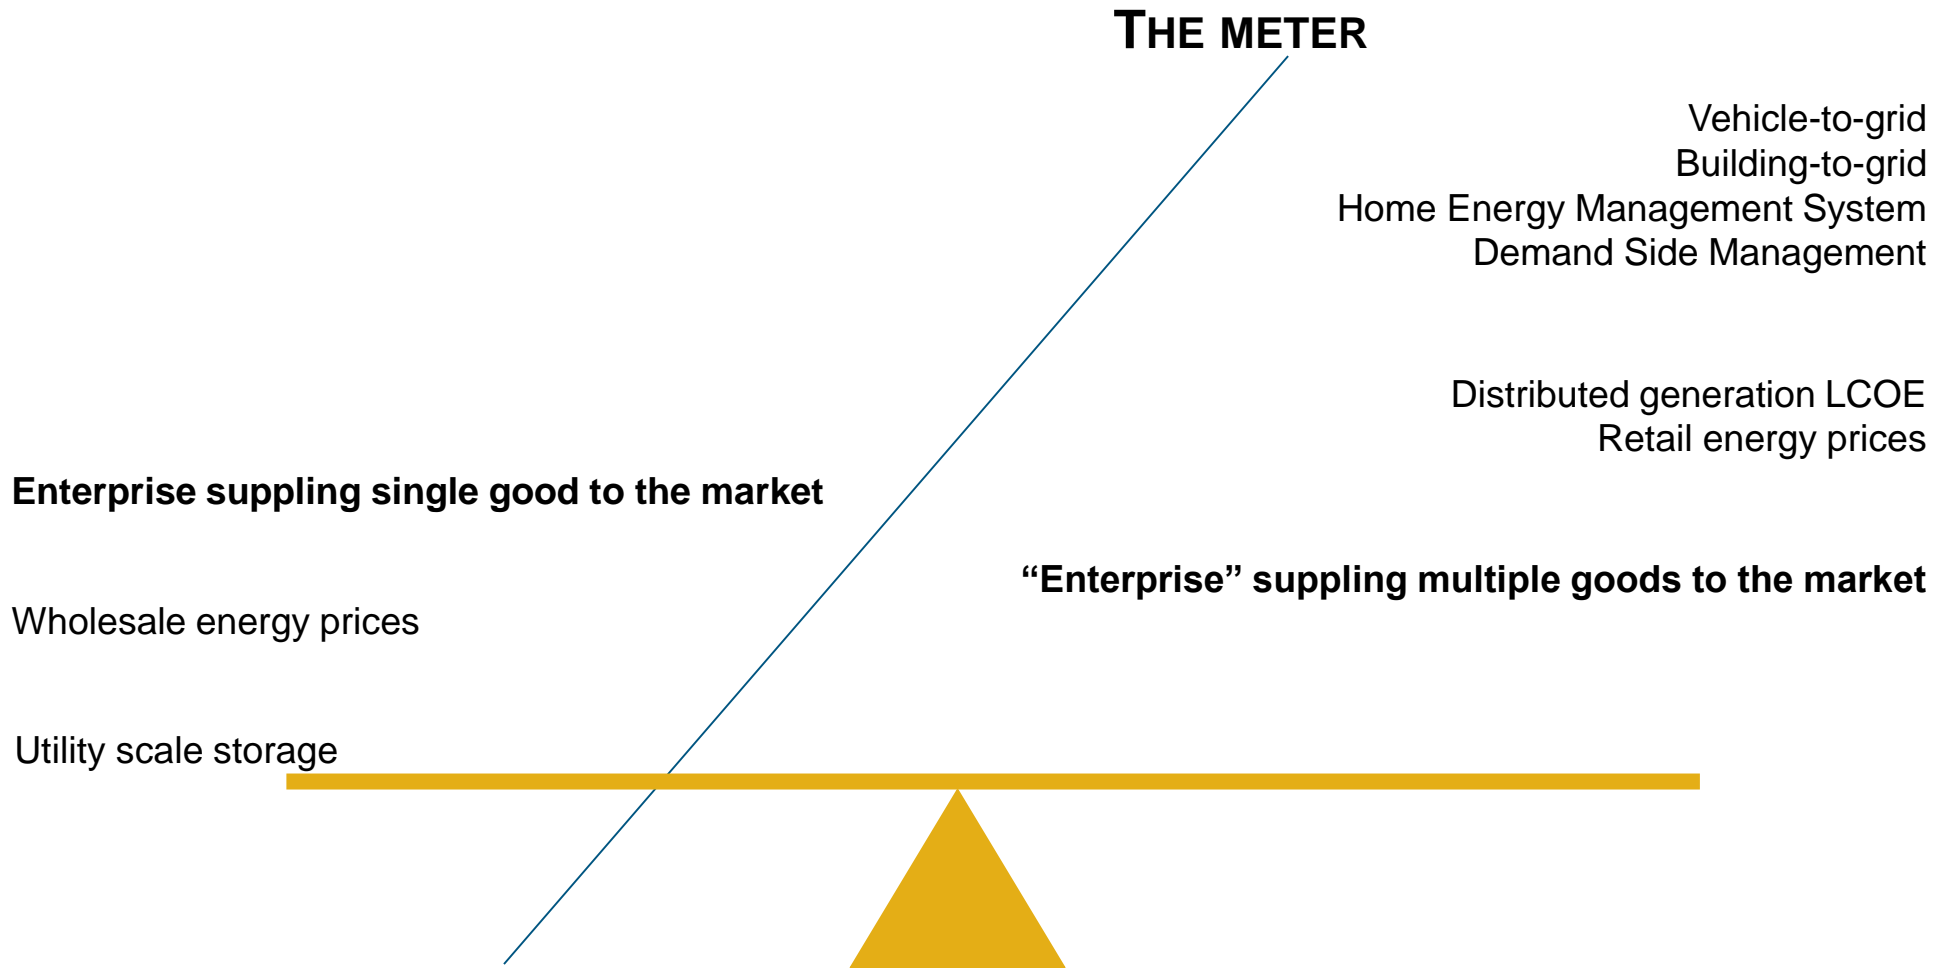 THE METER
Vehicle-to-grid
Building-to-grid
Home Energy Management System
Demand Side Management
Distributed generation LCOE
Retail energy prices
Enterprise suppling single good to the market
“Enterprise” suppling multiple goods to the market
Wholesale energy prices
Utility scale storage